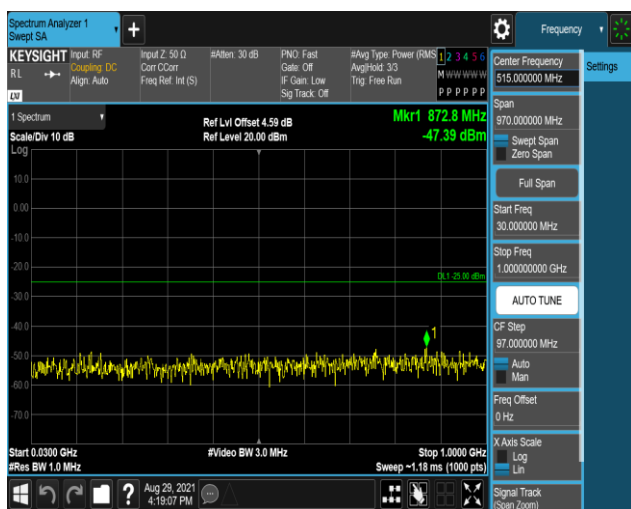 Spectrum Analyzer 1
Swept SA
+
Frequency
KEYSIGHT
RL
Input: RF
Coupling: DC
Align: Auto
Input Z: 50 Ω
Corr CCorr
Freq Ref: Int (S)
#Atten: 30 dB
PNO: Fast
Gate: Off
IF Gain: Low
Sig Track: Off
#Avg Type: Power (RMS
Avg|Hold: 3/3
Trig: Free Run
1 2 3 4 5 6
M W W W W W
P P P P P P
LXI
1 Spectrum
Scale/Div 10 dB
Log
Ref Lvl Offset 4.59 dB
Ref Level 20.00 dBm
Mkr1 872.8 MHz
-47.39 dBm
10.0
0.00
-10.0
-20.0
DL1 -25.00 dBm
-30.0
-40.0
1
-50.0
-60.0
-70.0
Start 0.0300 GHz
#Res BW 1.0 MHz
#Video BW 3.0 MHz
Stop 1.0000 GHz
Sweep ~1.18 ms (1000 pts)
?
Aug 29, 2021
4:19:07 PM
Center Frequency
515.000000 MHz
Settings
Span
970.000000 MHz
Swept Span
Zero Span
Full Span
Start Freq
30.000000 MHz
Stop Freq
1.000000000 GHz
AUTO TUNE
CF Step
97.000000 MHz
Auto
Man
Freq Offset
0 Hz
X Axis Scale
Log
Lin
Signal Track
(Span Zoom)